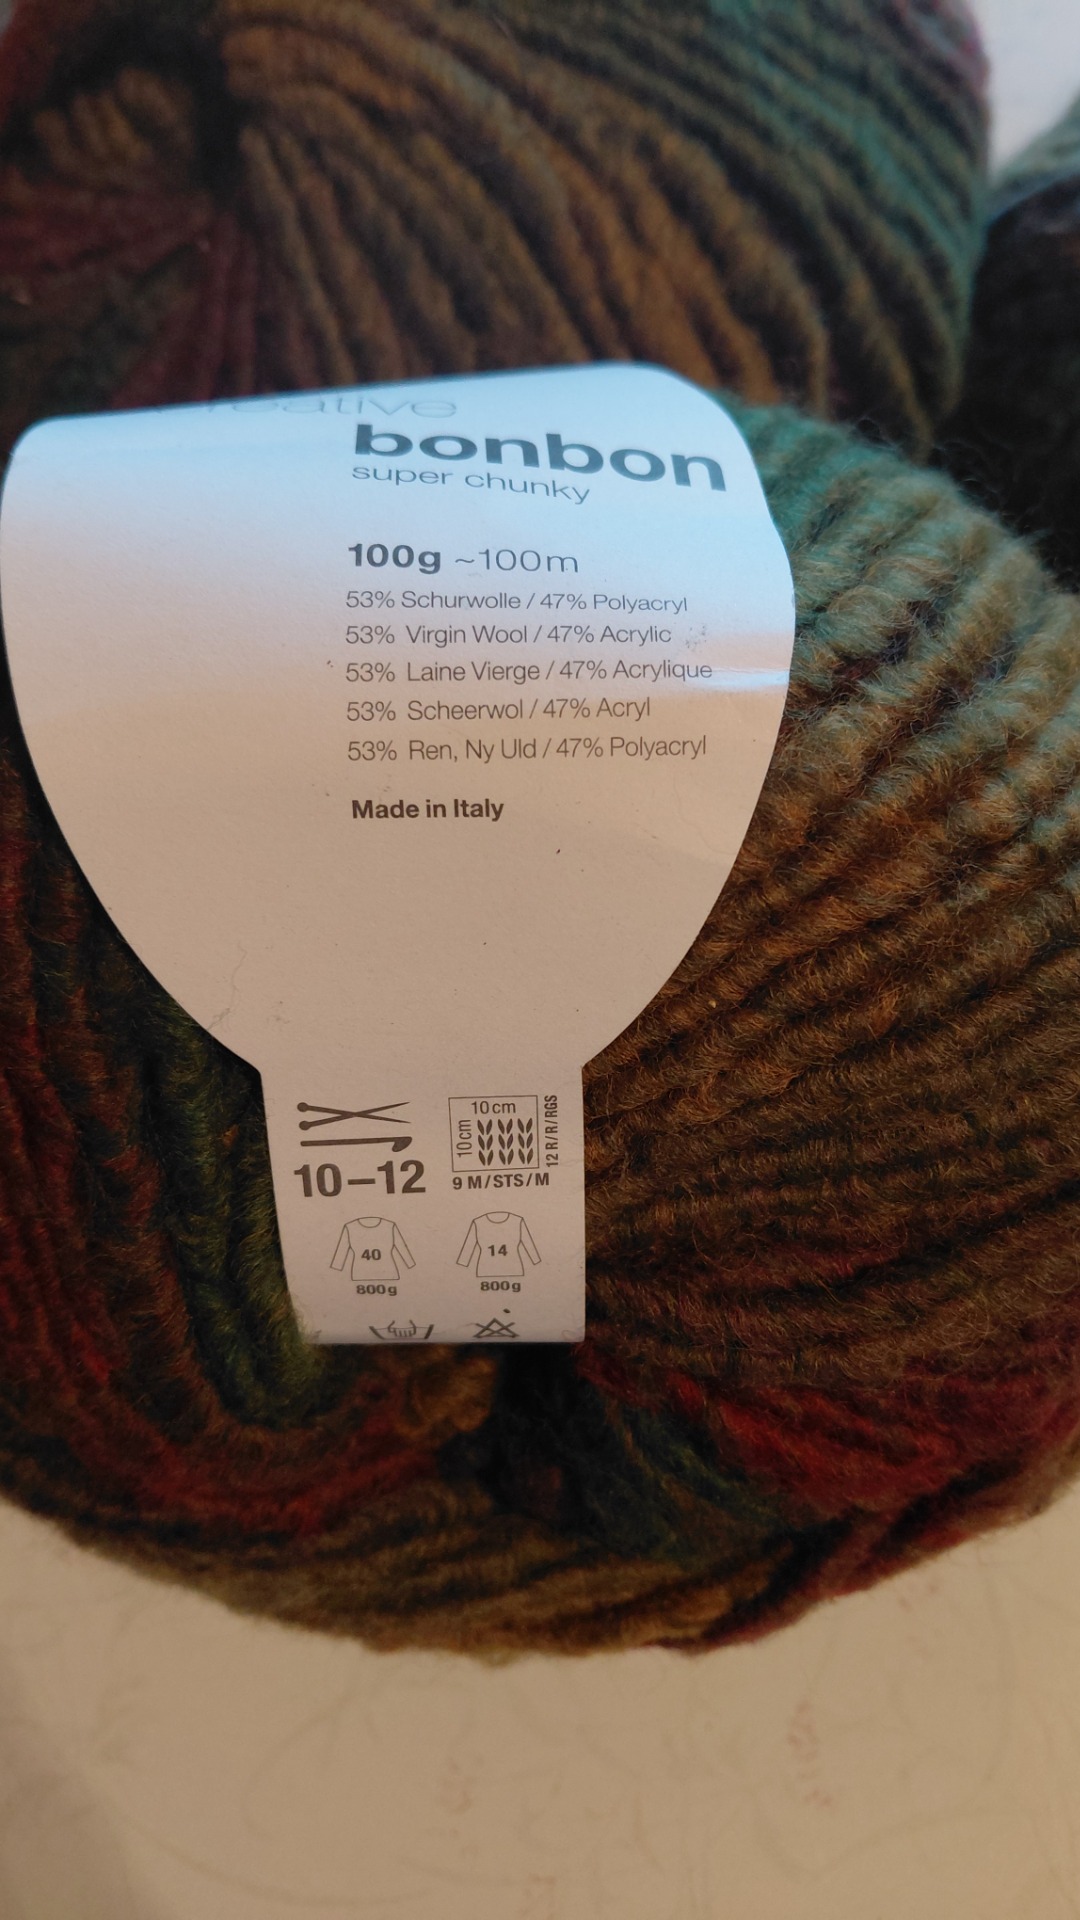 creative
bonbon
super chunky
100g ~100m
53% Schurwolle / 47% Polyacryl
53% Virgin Wool / 47% Acrylic
53% Laine Vierge / 47% Acrylique
53% Scheerwol / 47% Acryl
53% Ren, Ny Uld / 47% Polyacryl
Made in Italy
10–12
10 cm
10 cm
12 R/R/RGS
9 M/STS/M
40
800g
14
800g